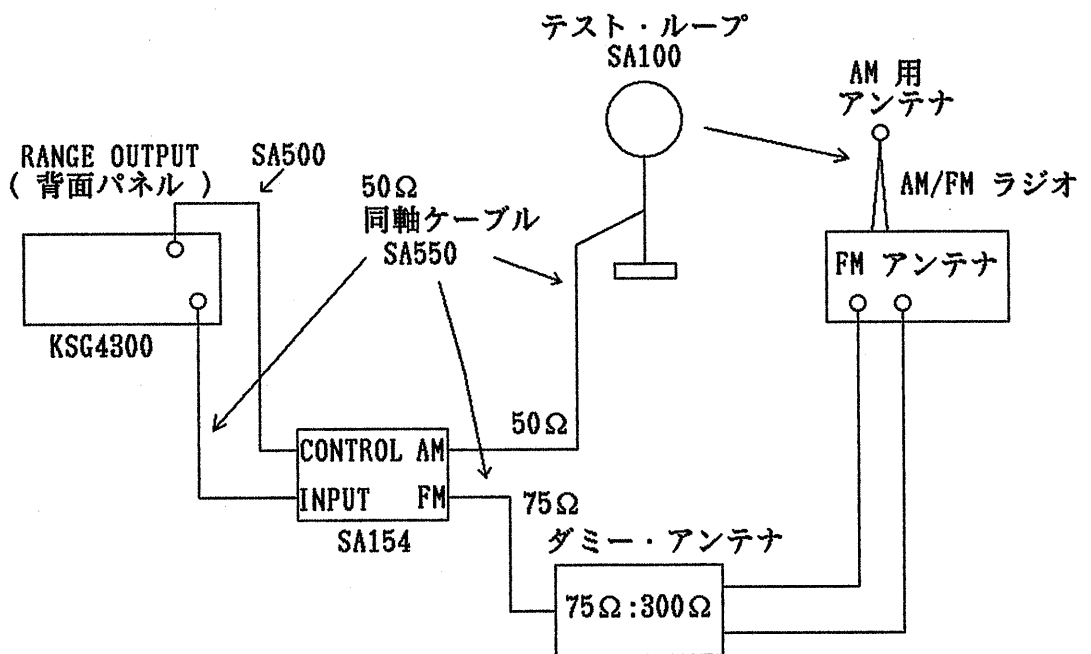 テスト・ループ
SA100
AM 用
アンテナ
RANGE OUTPUT
( 背面パネル )
SA500
50Ω
同軸ケーブル
SA550
AM/FM ラジオ
FM アンテナ
KSG4300
50Ω
CONTROL AM
INPUT FM
75Ω
SA154
ダミー・アンテナ
75Ω:300Ω